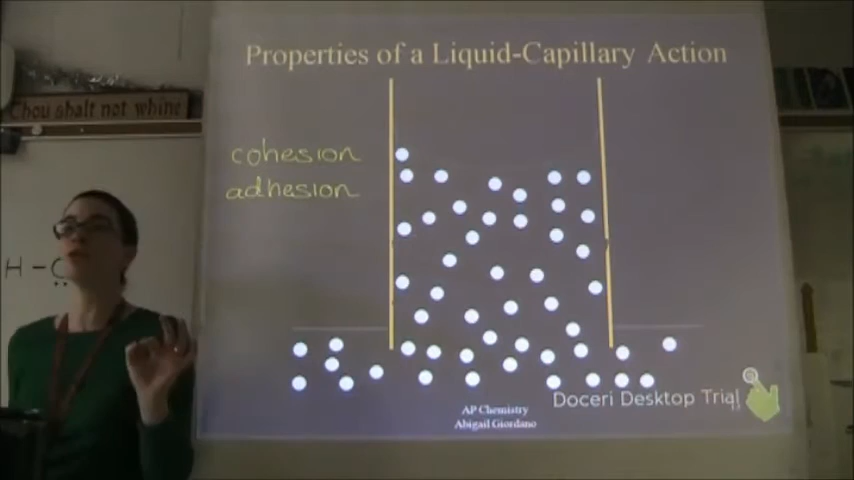 Properties of a Liquid-Capillary Action
Thou shalt not whine
cohesion
adhesion
H - O
AP Chemistry
Abigail Giordano
Doceri Desktop Trial